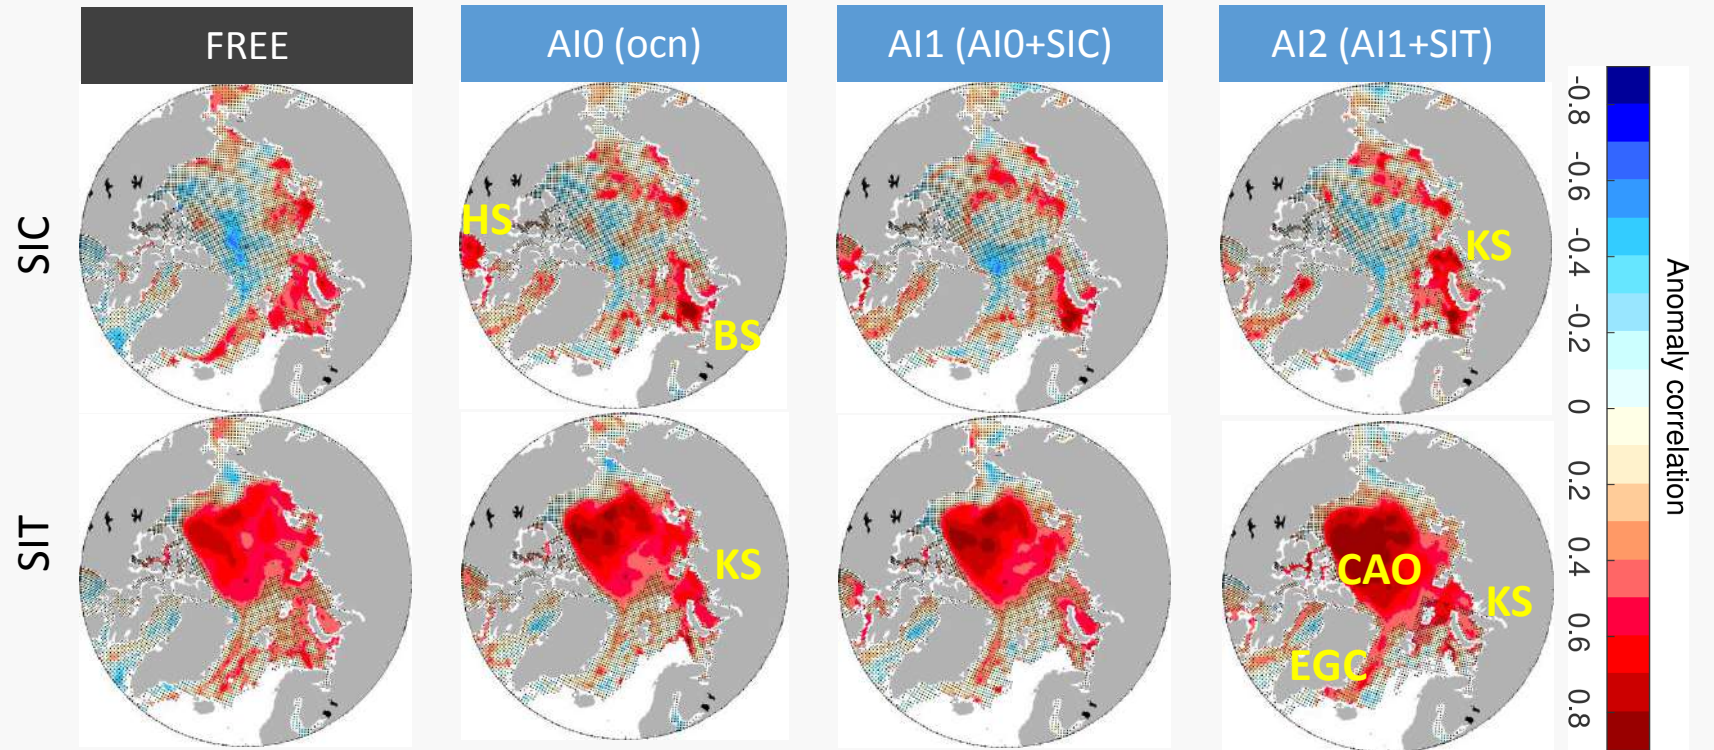 FREE
AI0 (ocn)
AI1 (AI0+SIC)
AI2 (AI1+SIT)
SIC
HS
BS
KS
SIT
KS
CAO
KS
EGC
-0.8
-0.6
-0.4
-0.2
0
0.2
0.4
0.6
0.8
Anomaly correlation